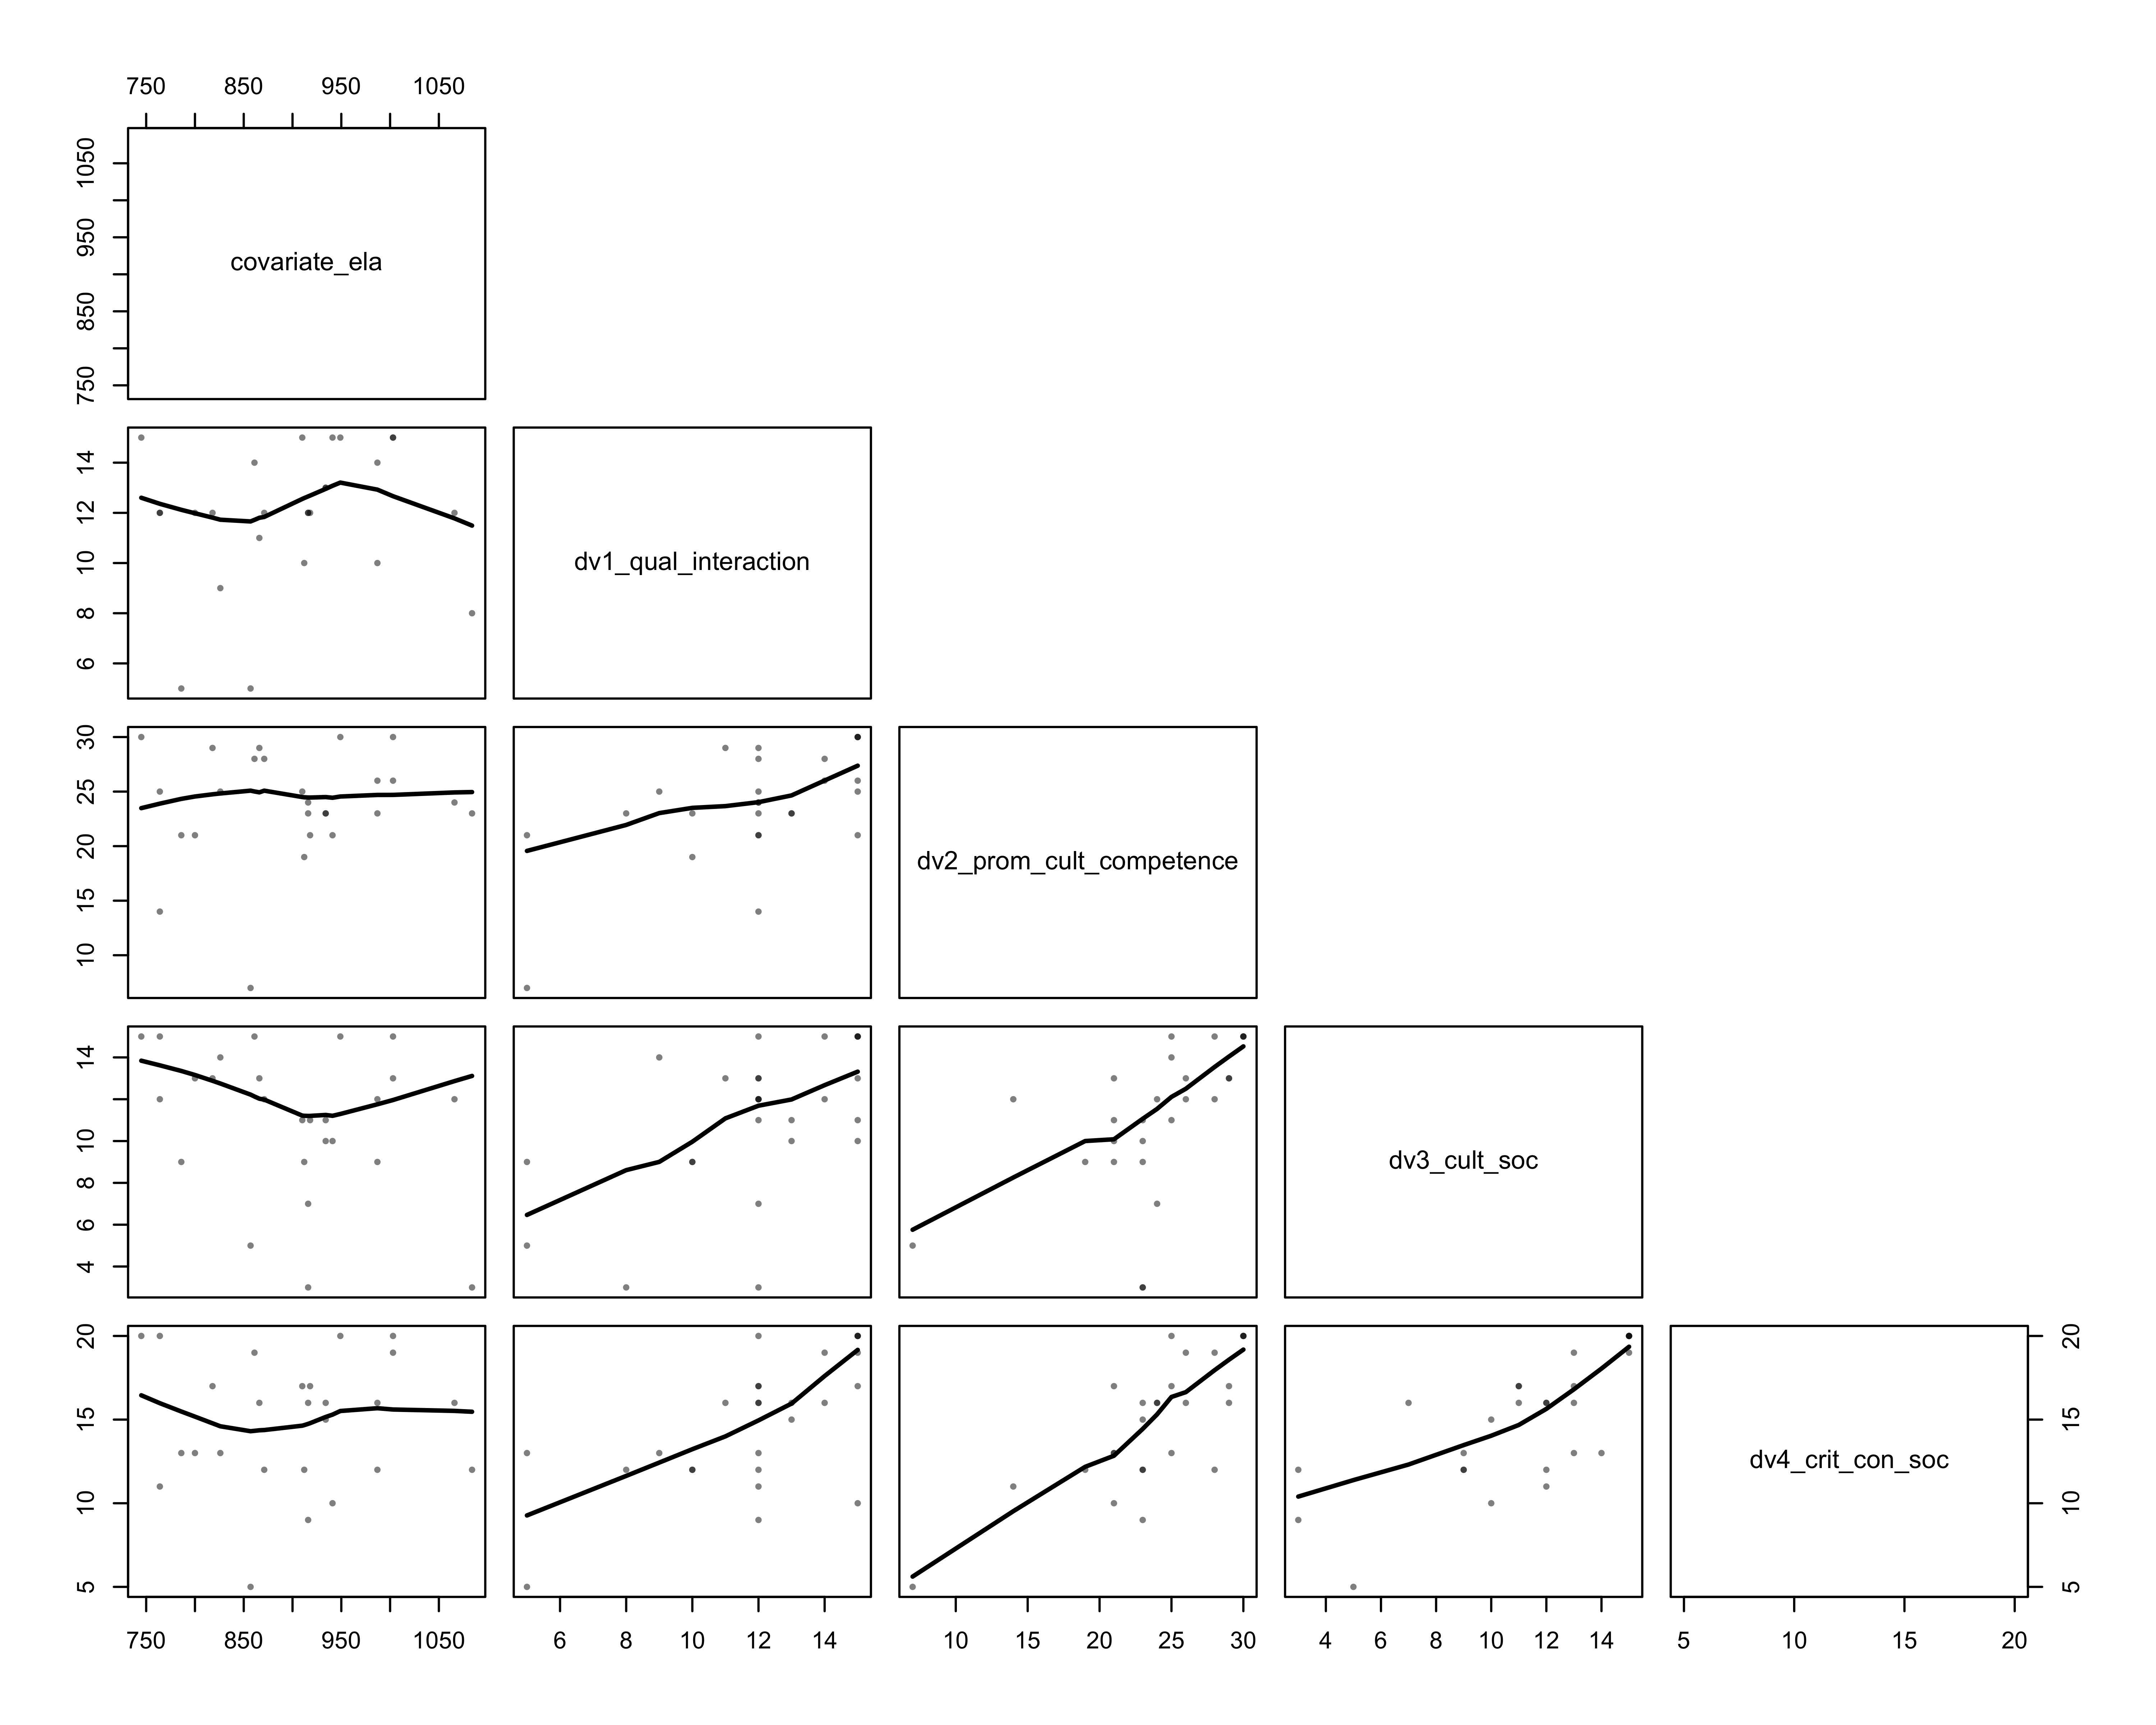 750 850 950 1050
750 850 950 1050
covariate_ela
6 8 10 12 14
dv1_qual_interaction
10 15 20 25 30
dv2_prom_cult_competence
4 6 8 10 14
dv3_cult_soc
5 10 15 20
dv4_crit_con_soc
5 10 15 20
750 850 950 1050
6 8 10 12 14
10 15 20 25 30
4 6 8 10 12 14
5 10 15 20